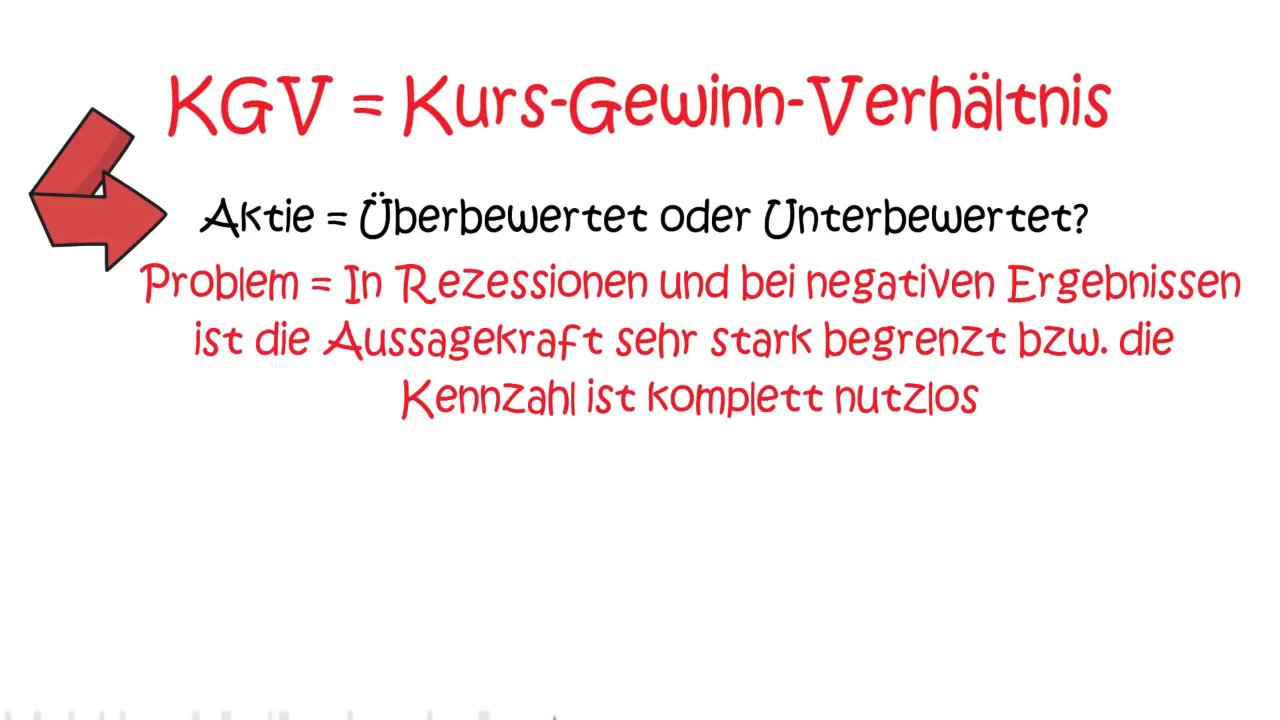 KGV = Kurs-Gewinn-Verhältnis
Aktie = Überbewertet oder Unterbewertet?
Problem = In Rezessionen und bei negativen Ergebnissen
ist die Aussagekraft sehr stark begrenzt bzw. die
Kennzahl ist komplett nutzlos